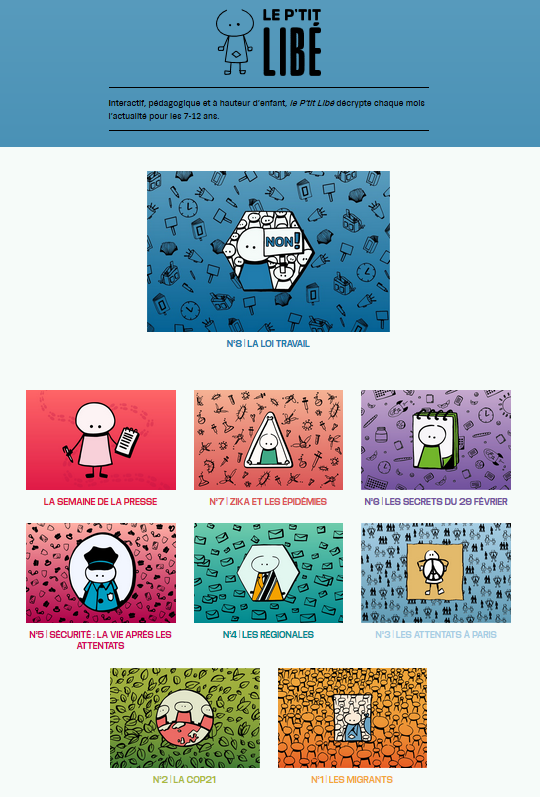 LE P'TIT
LIBÉ
Interactif, pédagogique et à hauteur d'enfant, le P'tit Libé décrypte chaque mois
l'actualité pour les 7-12 ans.
NON!
N°8 | LA LOI TRAVAIL
LA SEMAINE DE LA PRESSE
N°7 | ZIKA ET LES ÉPIDÉMIES
N°6 | LES SECRETS DU 29 FÉVRIER
N°5 | SÉCURITÉ : LA VIE APRÈS LES
ATTENTATS
N°4 | LES RÉGIONALES
N°3 | LES ATTENTATS À PARIS
N°2 | LA COP21
N°1 | LES MIGRANTS